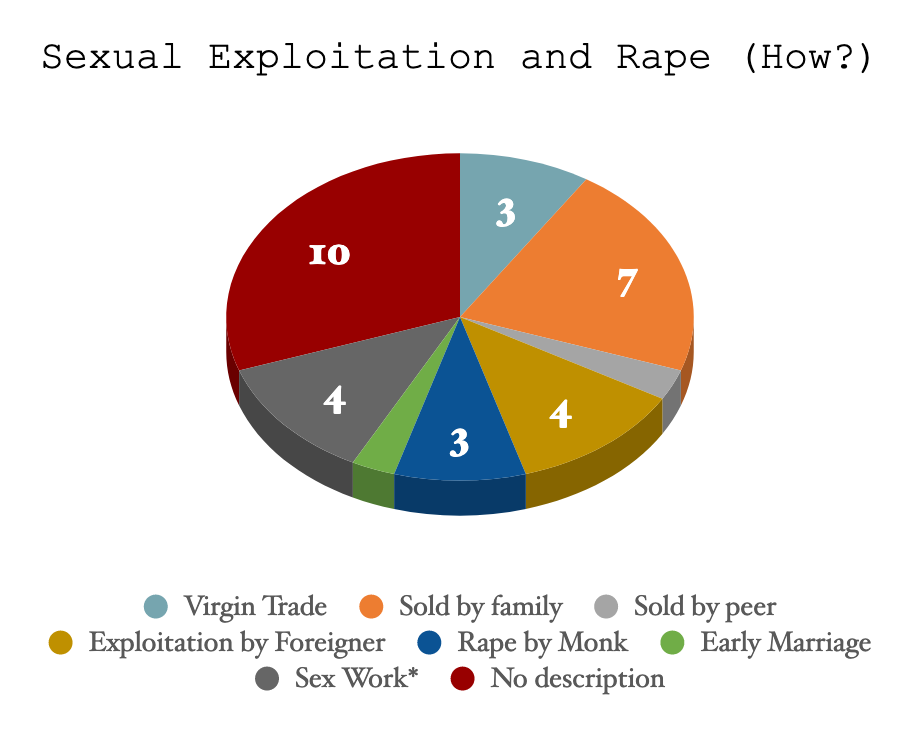 Sexual Exploitation and Rape (How?)
3
10
7
4
4
3
Virgin Trade Sold by family Sold by peer
Exploitation by Foreigner Rape by Monk Early Marriage
Sex Work* No description